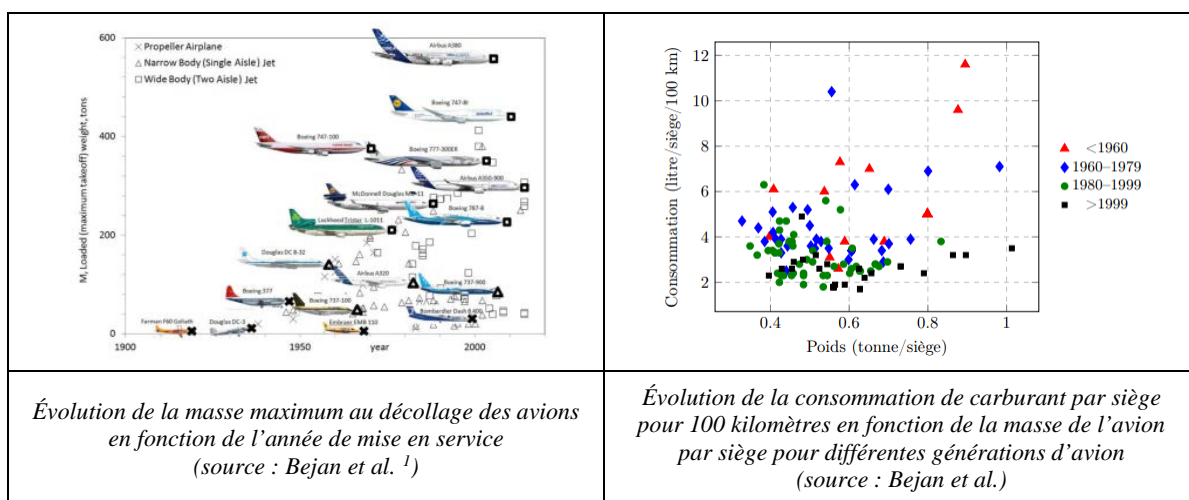 600
× Propeller Airplane
△ Narrow Body (Single Aisle) Jet
□ Wide Body (Two Aisle) Jet
Airbus A380
Boeing 747-8I
400
Boeing 747-100
Boeing 777-300ER
Airbus A350-900
McDonnell Douglas MD-11
Boeing 787-8
Lockheed Tristar L-1011
200
Douglas DC 8-32
Airbus A320
Boeing 737-900
Boeing 377
Boeing 737-100
Farman F60 Goliath
Douglas DC-3
Embraer EMB 110
Bombardier Dash 8 400
0
1900
1950
year
2000
M, Loaded (maximum takeoff) weight, tons
Consommation (litre/siège/100 km)
12
10
8
6
4
2
0.4
0.6
0.8
1
Poids (tonne/siège)
<1960
1960–1979
1980–1999
>1999
Évolution de la masse maximum au décollage des avions
en fonction de l’année de mise en service
(source : Bejan et al. 1)
Évolution de la consommation de carburant par siège
pour 100 kilomètres en fonction de la masse de l’avion
par siège pour différentes générations d’avion
(source : Bejan et al.)